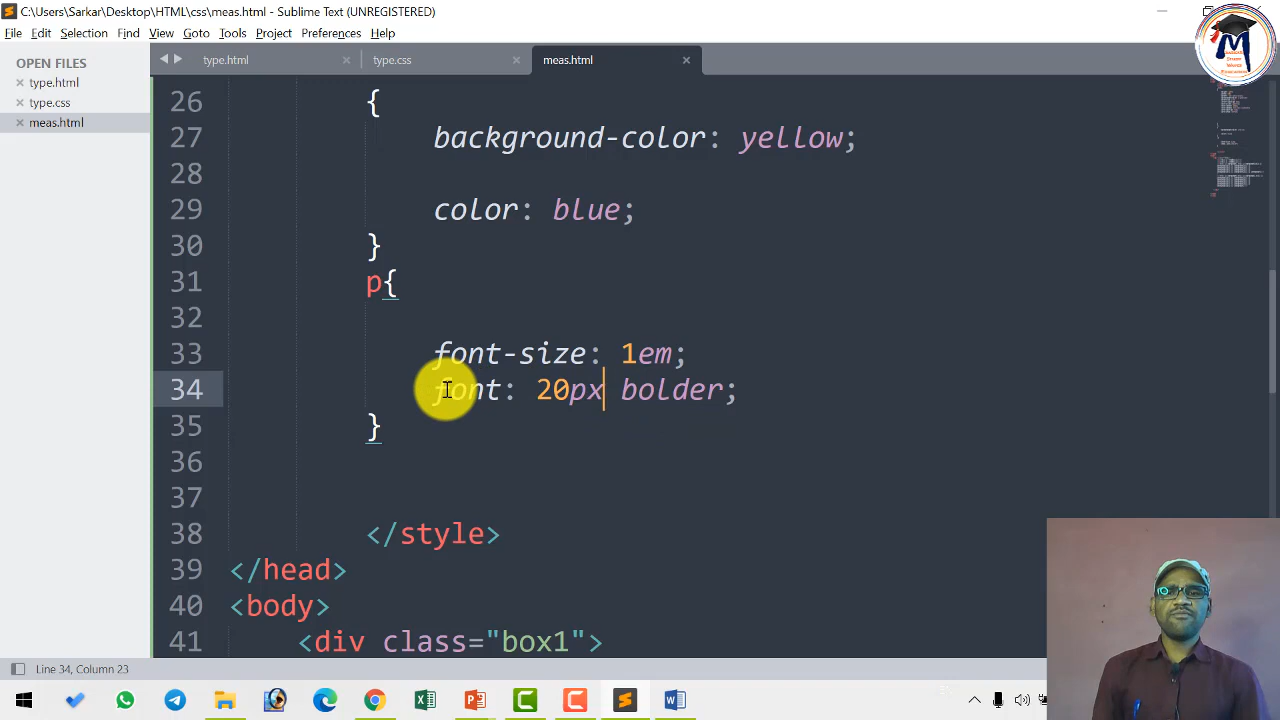 C:\Users\Sarkar\Desktop\HTML\css\meas.html - Sublime Text (UNREGISTERED)
File Edit Selection Find View Goto Tools Project Preferences Help
OPEN FILES
type.html
type.css
meas.html
type.html
type.css
meas.html
26 {
27 background-color: yellow;
28
29 color: blue;
30 }
31 p{
32
33 font-size: 1em;
34 font: 20px bolder;
35 }
36
37
38 </style>
39 </head>
40 <body>
41 <div class="box1">
Line 34, Column 23